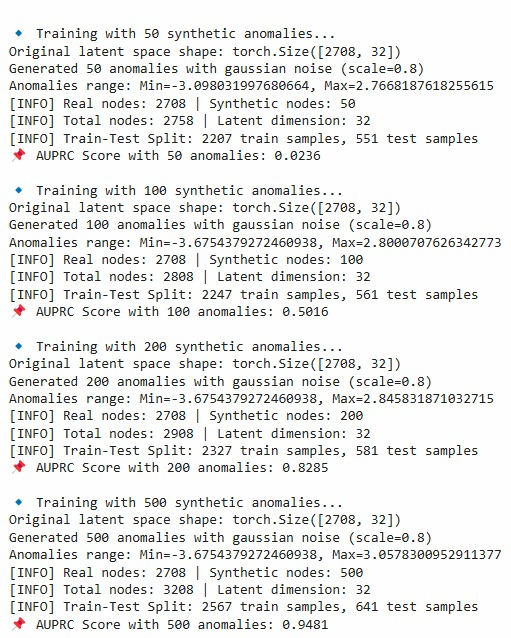 🔹 Training with 50 synthetic anomalies...
Original latent space shape: torch.Size([2708, 32])
Generated 50 anomalies with gaussian noise (scale=0.8)
Anomalies range: Min=-3.098031997680664, Max=2.7668187618255615
[INFO] Real nodes: 2708 | Synthetic nodes: 50
[INFO] Total nodes: 2758 | Latent dimension: 32
[INFO] Train-Test Split: 2207 train samples, 551 test samples
📌 AUPRC Score with 50 anomalies: 0.0236
🔹 Training with 100 synthetic anomalies...
Original latent space shape: torch.Size([2708, 32])
Generated 100 anomalies with gaussian noise (scale=0.8)
Anomalies range: Min=-3.6754379272460938, Max=2.8000707626342773
[INFO] Real nodes: 2708 | Synthetic nodes: 100
[INFO] Total nodes: 2808 | Latent dimension: 32
[INFO] Train-Test Split: 2247 train samples, 561 test samples
📌 AUPRC Score with 100 anomalies: 0.5016
🔹 Training with 200 synthetic anomalies...
Original latent space shape: torch.Size([2708, 32])
Generated 200 anomalies with gaussian noise (scale=0.8)
Anomalies range: Min=-3.6754379272460938, Max=2.845831871032715
[INFO] Real nodes: 2708 | Synthetic nodes: 200
[INFO] Total nodes: 2908 | Latent dimension: 32
[INFO] Train-Test Split: 2327 train samples, 581 test samples
📌 AUPRC Score with 200 anomalies: 0.8285
🔹 Training with 500 synthetic anomalies...
Original latent space shape: torch.Size([2708, 32])
Generated 500 anomalies with gaussian noise (scale=0.8)
Anomalies range: Min=-3.6754379272460938, Max=3.0578300952911377
[INFO] Real nodes: 2708 | Synthetic nodes: 500
[INFO] Total nodes: 3208 | Latent dimension: 32
[INFO] Train-Test Split: 2567 train samples, 641 test samples
📌 AUPRC Score with 500 anomalies: 0.9481